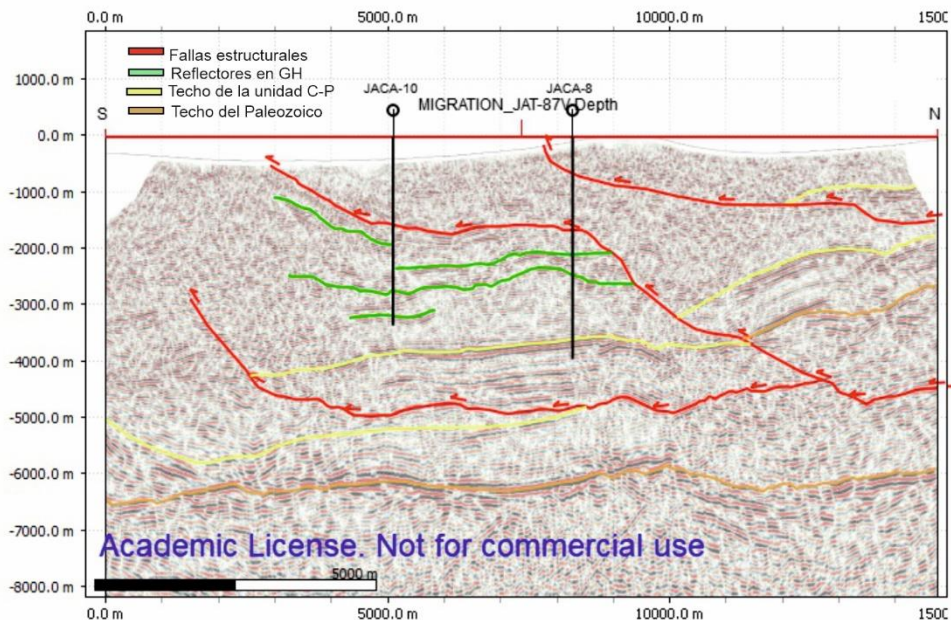 0.0 m 5000.0 m 10000.0 m 1500
Fallas estructurales
Reflectores en GH
Techo de la unidad C-P
Techo del Paleozoico
1000.0 m
JACA-10 JACA-8
MIGRATION_JAT-87V Depth
S N
0.0 m
-1000.0 m
-2000.0 m
-3000.0 m
-4000.0 m
-5000.0 m
-6000.0 m
-7000.0 m
Academic License. Not for commercial use
5000 m
-8000.0 m
0.0 m 5000.0 m 10000.0 m 1500